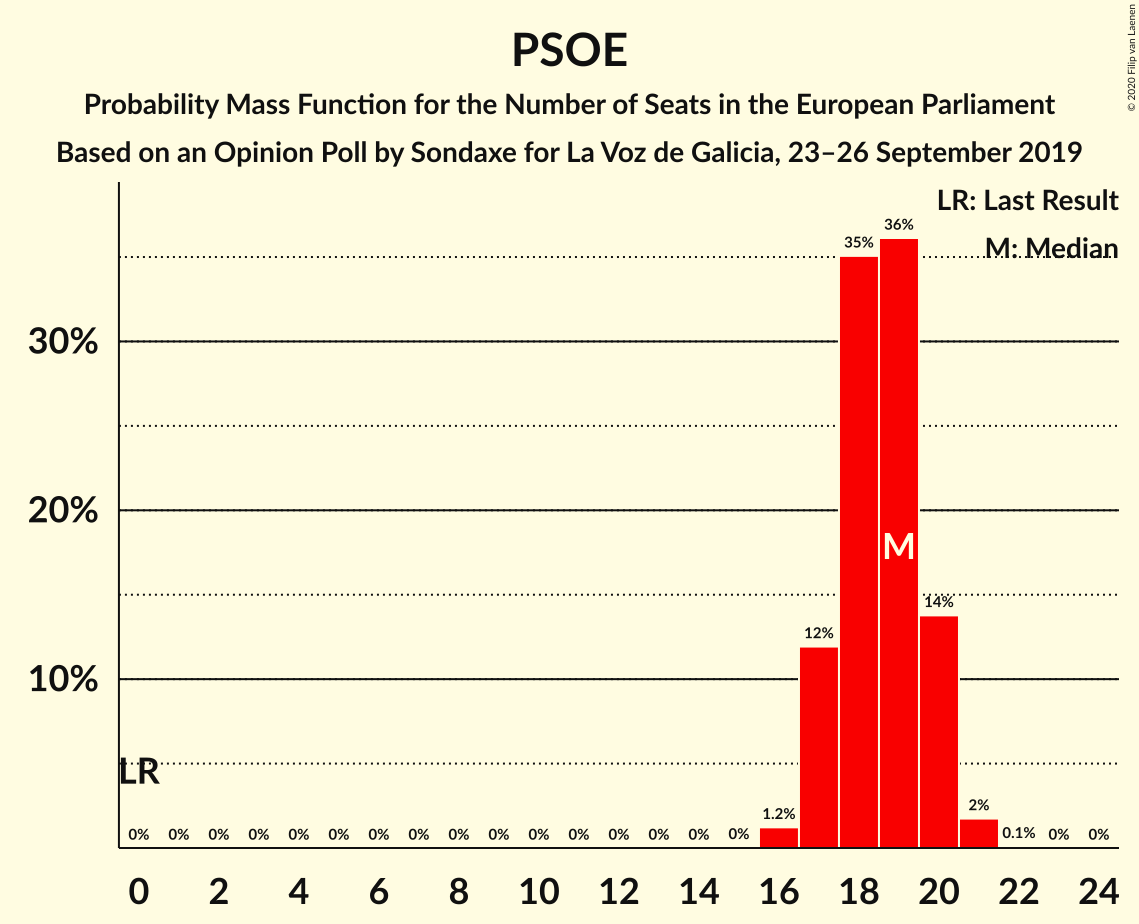 PSOE
Probability Mass Function for the Number of Seats in the European Parliament
Based on an Opinion Poll by Sondaxe for La Voz de Galicia, 23–26 September 2019
© 2020 Filip van Laenen
LR: Last Result
M: Median
36%
35%
30%
20%
M
14%
12%
10%
LR
2%
1.2%
0% 0% 0% 0% 0% 0% 0% 0% 0% 0% 0% 0% 0% 0% 0% 0% 0.1% 0% 0%
0 2 4 6 8 10 12 14 16 18 20 22 24